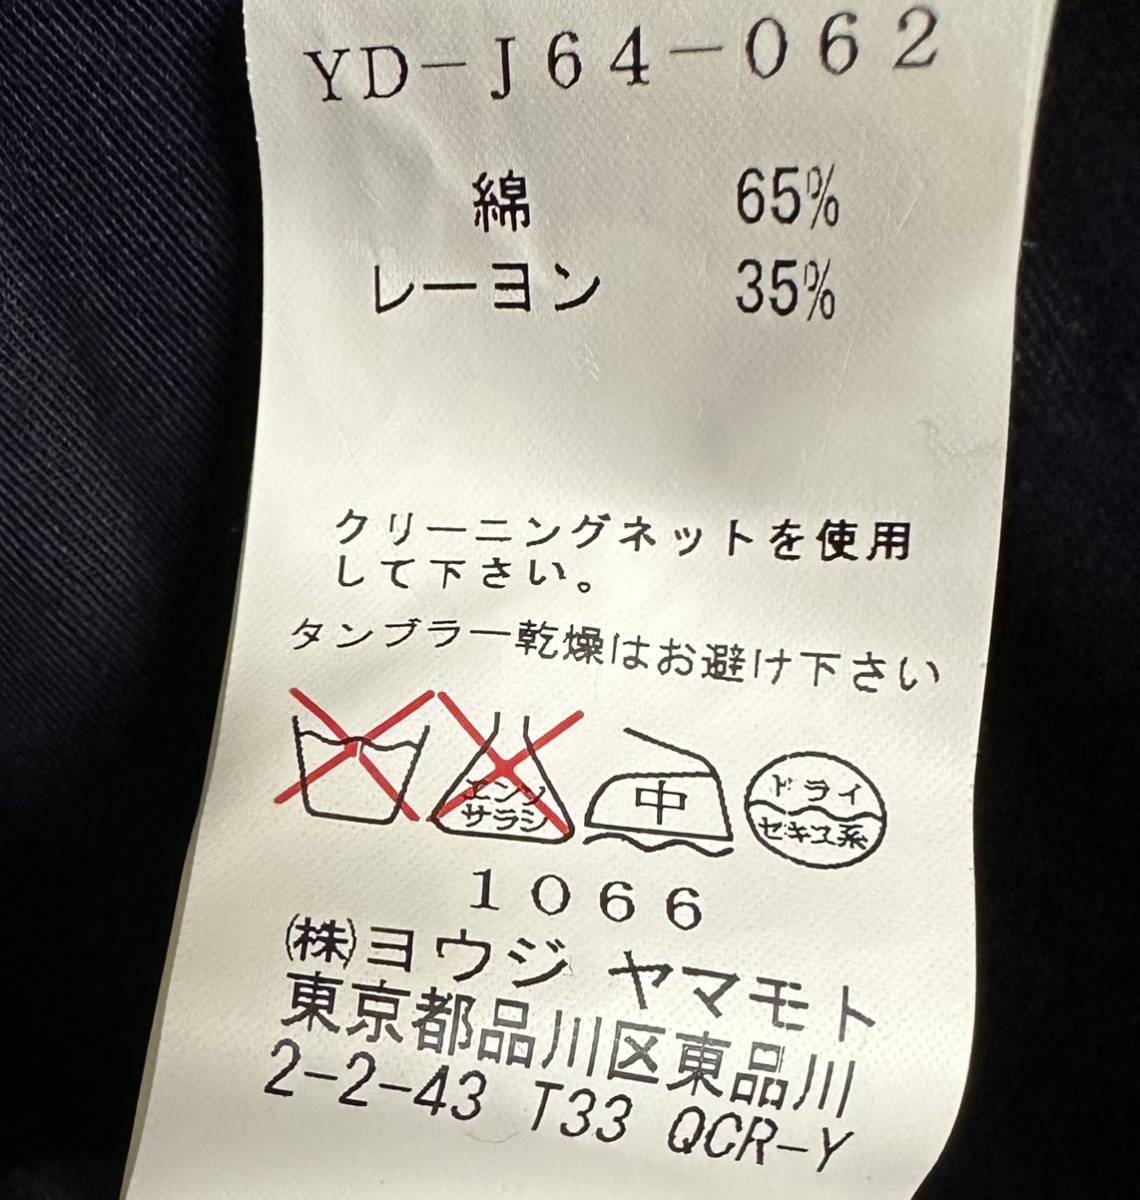 YD-J64-062
綿 65%
レーヨン 35%
クリーニングネットを使用
して下さい。
タンブラー乾燥はお避け下さい
エンソ
サラシ
中
ドライ
セキユ系
1066
(株)ヨウジ ヤマモト
東京都品川区東品川
2-2-43 T33 QCR-Y